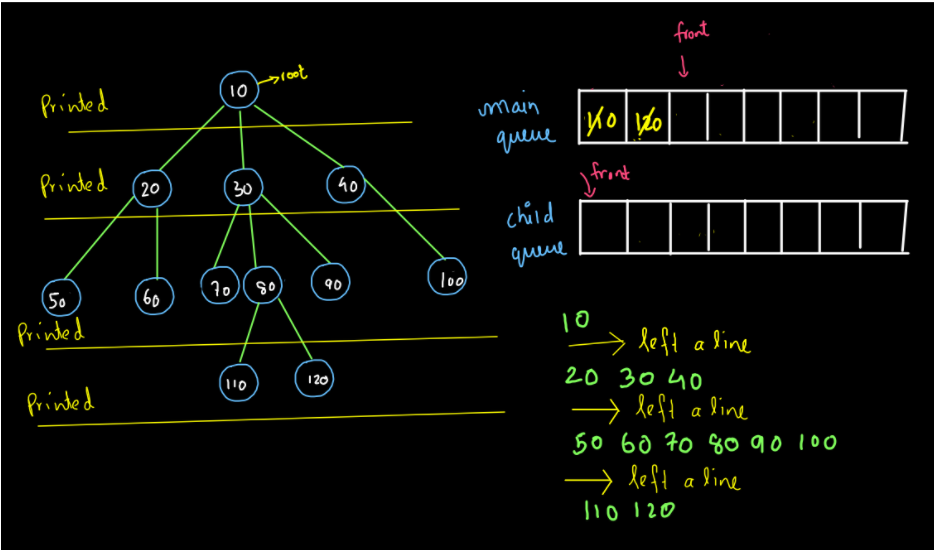 front
10 → root
Printed
main
queue
110 120
Printed
20 30 40
front
child
queue
50 60 70 80 90 100
Printed
10
→ left a line
20 30 40
→ left a line
50 60 70 80 90 100
→ left a line
110 120
110 120
Printed